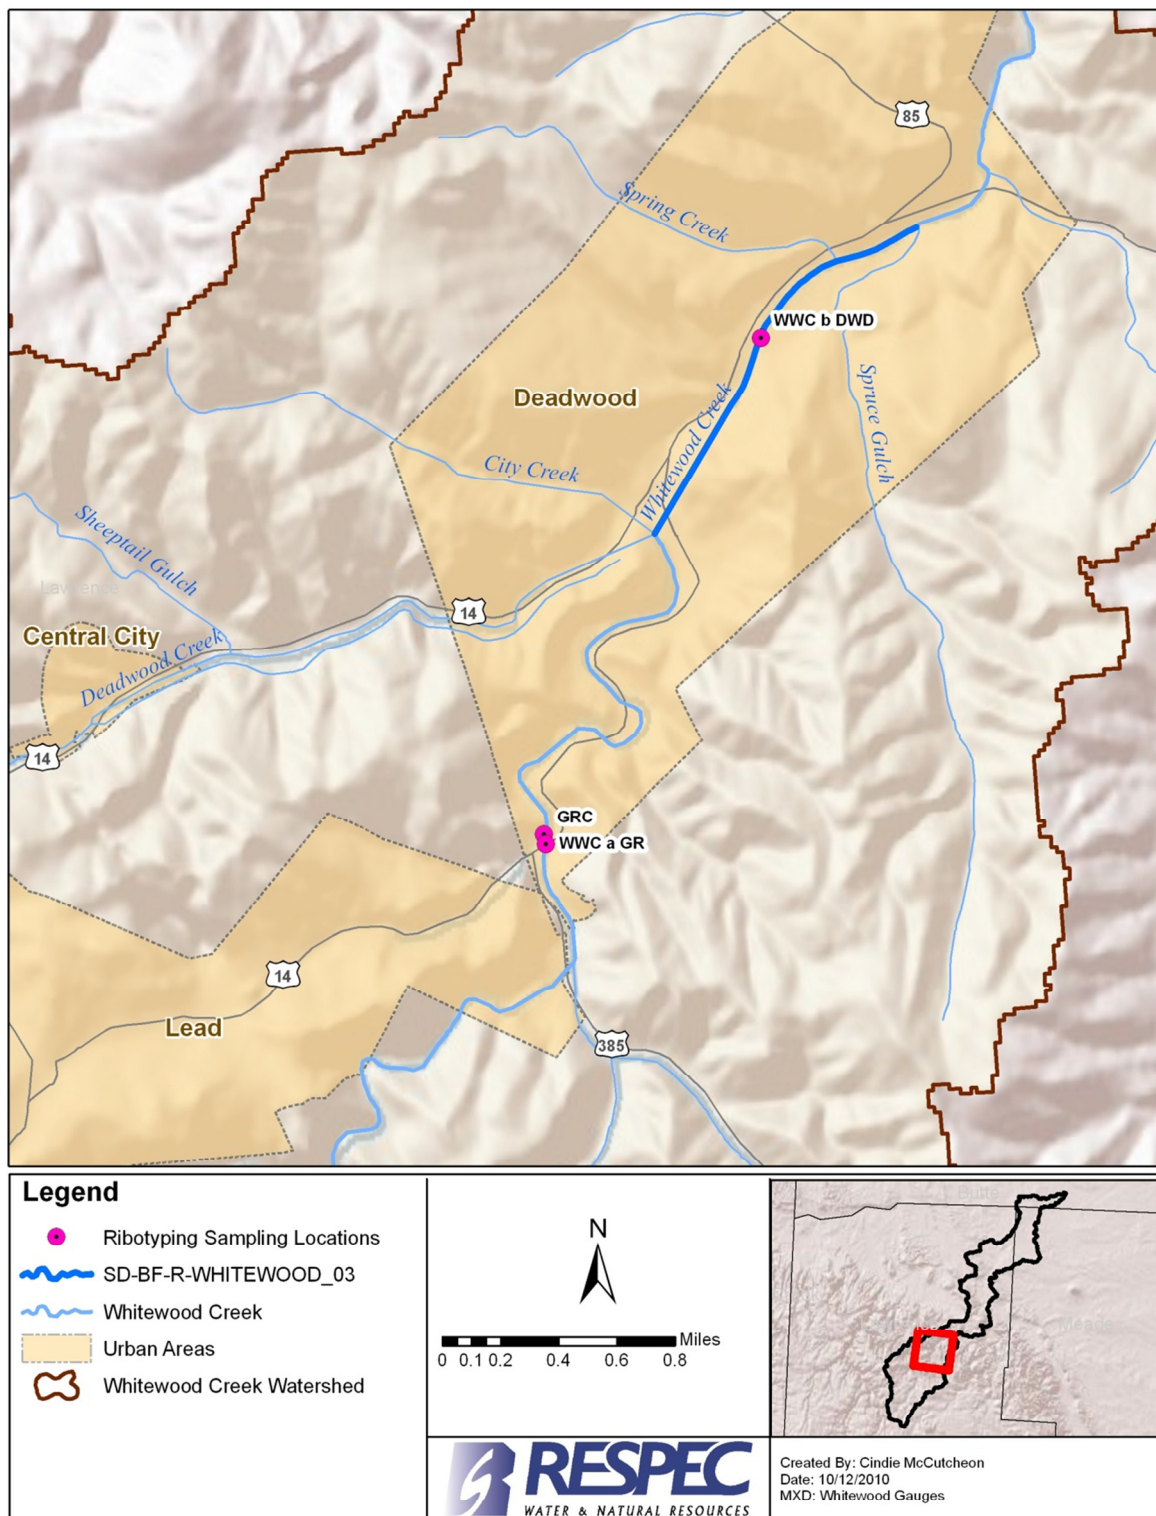 85
Spring Creek
WWC b DWD
Deadwood
Whitewood Creek
Spruce Gulch
City Creek
Sheeptail Gulch
Lawrence
14
Central City
Deadwood Creek
14
GRC
WWC a GR
14
Lead
385
Legend
Ribotyping Sampling Locations
SD-BF-R-WHITEWOOD_03
Whitewood Creek
Urban Areas
Whitewood Creek Watershed
N
Miles
0 0.1 0.2 0.4 0.6 0.8
Butte
Meade
RESPEC
WATER & NATURAL RESOURCES
Created By: Cindie McCutcheon
Date: 10/12/2010
MXD: Whitewood Gauges